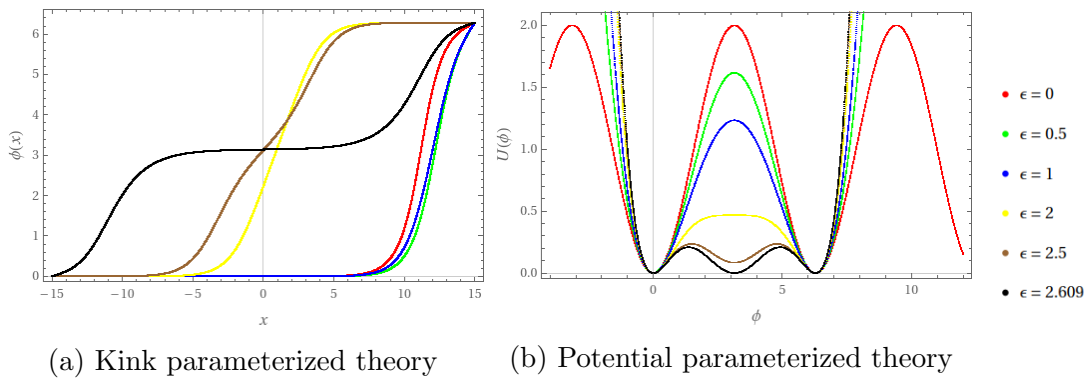 6
5
4
3
2
1
0
ϕ(x)
−15 −10 −5 0 5 10 15
x
(a) Kink parameterized theory
2.0
1.5
1.0
0.5
0.0
U(ϕ)
0 5 10
ϕ
(b) Potential parameterized theory
ϵ = 0
ϵ = 0.5
ϵ = 1
ϵ = 2
ϵ = 2.5
ϵ = 2.609